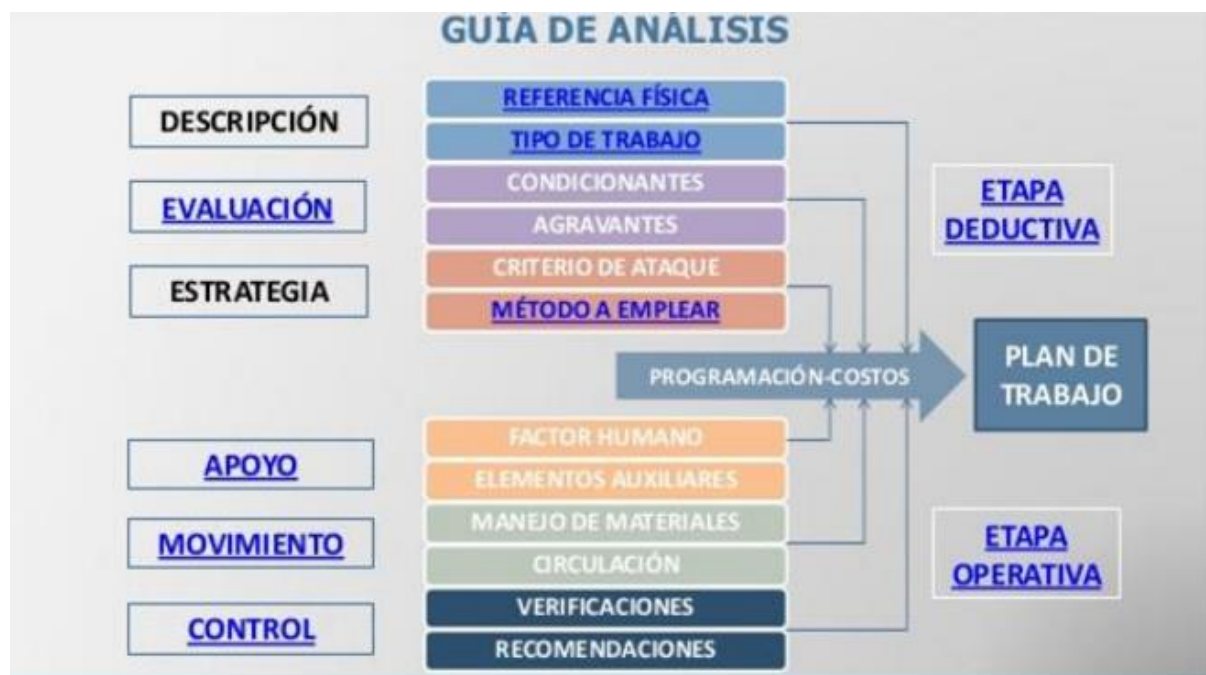 GUÍA DE ANÁLISIS
DESCRIPCIÓN
REFERENCIA FÍSICA
TIPO DE TRABAJO
EVALUACIÓN
CONDICIONANTES
AGRAVANTES
ESTRATEGIA
CRITERIO DE ATAQUE
MÉTODO A EMPLEAR
ETAPA
DEDUCTIVA
PROGRAMACIÓN-COSTOS
PLAN DE
TRABAJO
APOYO
FACTOR HUMANO
ELEMENTOS AUXILIARES
MOVIMIENTO
MANEJO DE MATERIALES
CIRCULACIÓN
CONTROL
VERIFICACIONES
RECOMENDACIONES
ETAPA
OPERATIVA